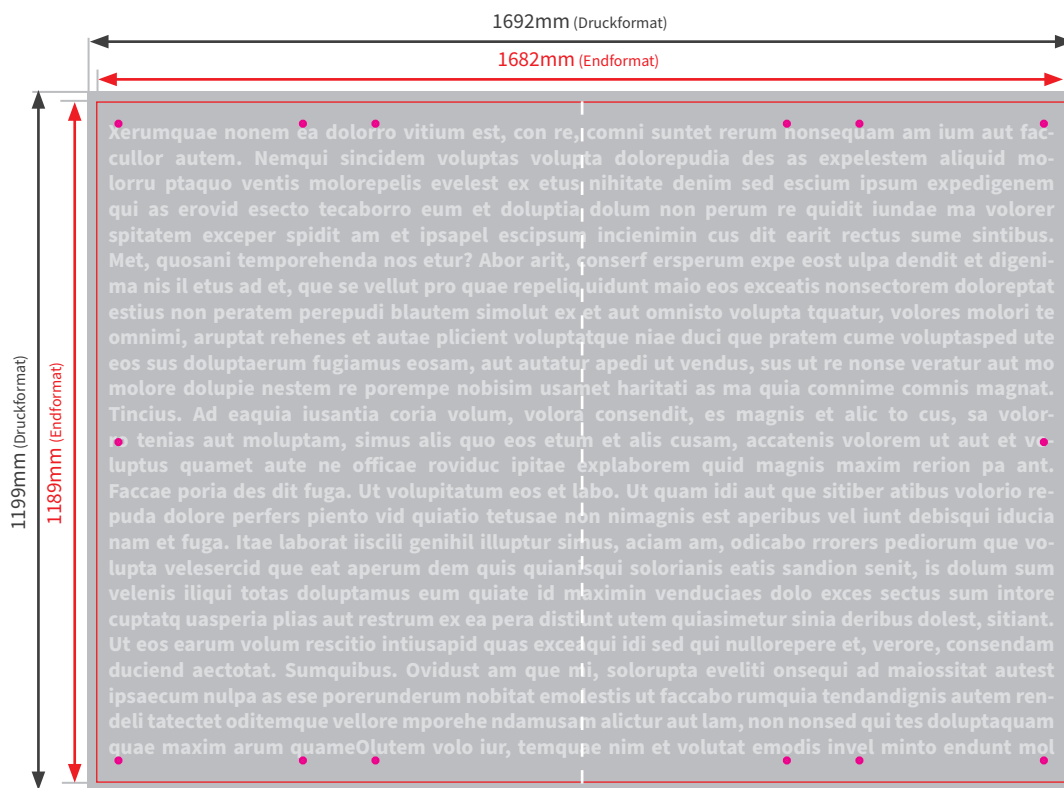 1692mm (Druckformat)
1682mm (Endformat)
1199mm (Druckformat)
1189mm (Endformat)
Xerumquae nonem ea dolorro vitium est, con re, comni suntet rerum nonsequam am ium aut fac-
cullor autem. Nemqui sincidem voluptas volupta dolorepudia des as expelestem aliquid mo-
lorru ptaquo ventis molorepelis evelest ex etus nihitate denim sed escium ipsum expedigenem
qui as erovid esecto tecaborro eum et doluptia dolum non perum re quidit iundae ma volorer
spitatem exceper spidit am et ipsapel escipsum incienimin cus dit earit rectus sume sintibus.
Met, quosani temporehenda nos etur? Abor arit, conserf ersperum expe eost ulpa dendit et digeni-
ma nis il etus ad et, que se vellut pro quae repeliquidunt maio eos exceatis nonsectorem doloreptat
estius non peratem perepudi blautem simolut ex et aut omnisto volupta tquatur, volores molori te
omnimi, aruptat rehenes et autae plicient voluptatque niae duci que pratem cume voluptasped ute
eos sus doluptaerum fugiamus eosan, aut autatur apedi ut venous, sus ut re nonse veratur aut mo
molore dolupie nestem re porempe nobisim usamet haritati as ma quia comnime comnis magnat.
Tincius. Ad eaquia iusantia coria volum, volora consendit, es magnis et alic to cus, sa volor-
ro tenias aut moluptam, simus alis quo eos etum et alis cusam, accatenis volorem ut aut et vo-
luptus quamet aute ne officae roviduc ipitae explaborem quid magnis maxim rerion pa ant.
Faccae poria des dit fuga. Ut volupitatum eos et labo. Ut quam idi aut que sitiber atibus volorio re-
puda dolore perfers piento vid quiatio tetusae non nimagnis est aperibus vel iunt debisqui iducia
nam et fuga. Itae laborat iiscili genihil illuptur simus, aciam am, odicabo rrorers pediorum que vo-
lupta velesercid que eat aperum dem quis quianisqui solorianis eatis sandion senit, is dolum sum
velenis iliqui totas doluptamus eum quiate id maximin venduciaes dolo exces sectus sum intore
cuptatq uasperia plias aut restrum ex ea pera distiunt utem quiasimetur sinia deribus dolest, sitiant.
Ut eos earum volum rescitio intiusapid quas exceaqui idi sed qui nullorepere et, verore, consendam
duciend aectotat. Sumquibus. Ovidust am que mi, solorupta eveliti onsequi ad maiossitat autest
ipsaecum nulpa as ese porerunderum nobitat emolestis ut faccabo rumquia tendandignis autem ren-
deli tatectet oditemque vellore mporehe ndamusam alictur aut lam, non nonsed qui tes doluptaquam
quae maxim arum quameOlutem volo iur, temquae nim et volutat emodis invel minto endunt mol